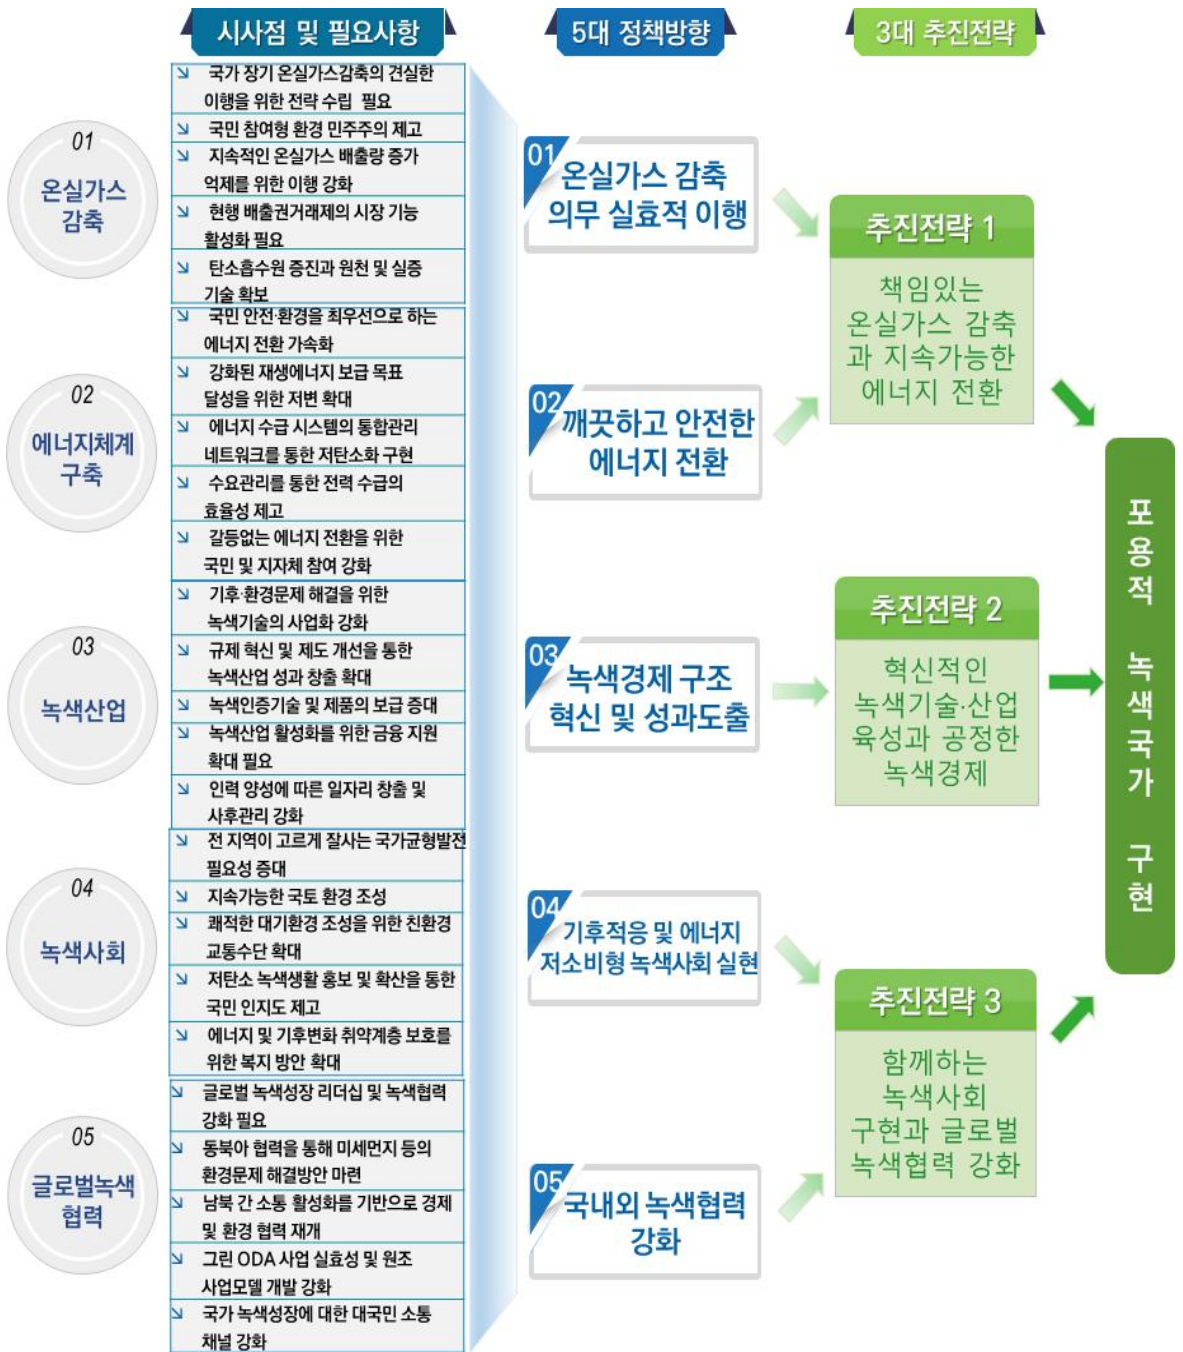 시사점 및 필요사항
5대 정책방향
3대 추진전략
01
온실가스
감축
국가 장기 온실가스감축의 견실한
이행을 위한 전략 수립 필요
국민 참여형 환경 민주주의 제고
지속적인 온실가스 배출량 증가
억제를 위한 이행 강화
현행 배출권거래제의 시장 기능
활성화 필요
탄소흡수원 증진과 원천 및 실증
기술 확보
02
에너지체계
구축
국민 안전·환경을 최우선으로 하는
에너지 전환 가속화
강화된 재생에너지 보급 목표
달성을 위한 저변 확대
에너지 수급 시스템의 통합관리
네트워크를 통한 저탄소화 구현
수요관리를 통한 전력 수급의
효율성 제고
갈등없는 에너지 전환을 위한
국민 및 지자체 참여 강화
03
녹색산업
기후·환경문제 해결을 위한
녹색기술의 사업화 강화
규제 혁신 및 제도 개선을 통한
녹색산업 성과 창출 확대
녹색인증기술 및 제품의 보급 증대
녹색산업 활성화를 위한 금융 지원
확대 필요
인력 양성에 따른 일자리 창출 및
사후관리 강화
04
녹색사회
전 지역이 고르게 잘사는 국가균형발전
필요성 증대
지속가능한 국토 환경 조성
쾌적한 대기환경 조성을 위한 친환경
교통수단 확대
저탄소 녹색생활 홍보 및 확산을 통한
국민 인지도 제고
에너지 및 기후변화 취약계층 보호를
위한 복지 방안 확대
05
글로벌녹색
협력
글로벌 녹색성장 리더십 및 녹색협력
강화 필요
동북아 협력을 통해 미세먼지 등의
환경문제 해결방안 마련
남북 간 소통 활성화를 기반으로 경제
및 환경 협력 재개
그린 ODA 사업 실효성 및 원조
사업모델 개발 강화
국가 녹색성장에 대한 대국민 소통
채널 강화
01
온실가스 감축
의무 실효적 이행
02
깨끗하고 안전한
에너지 전환
03
녹색경제 구조
혁신 및 성과도출
04
기후적응 및 에너지
저소비형 녹색사회 실현
05
국내외 녹색협력
강화
추진전략 1
책임있는
온실가스 감축
과 지속가능한
에너지 전환
추진전략 2
혁신적인
녹색기술·산업
육성과 공정한
녹색경제
추진전략 3
함께하는
녹색사회
구현과 글로벌
녹색협력 강화
포용적 녹색국가 구현